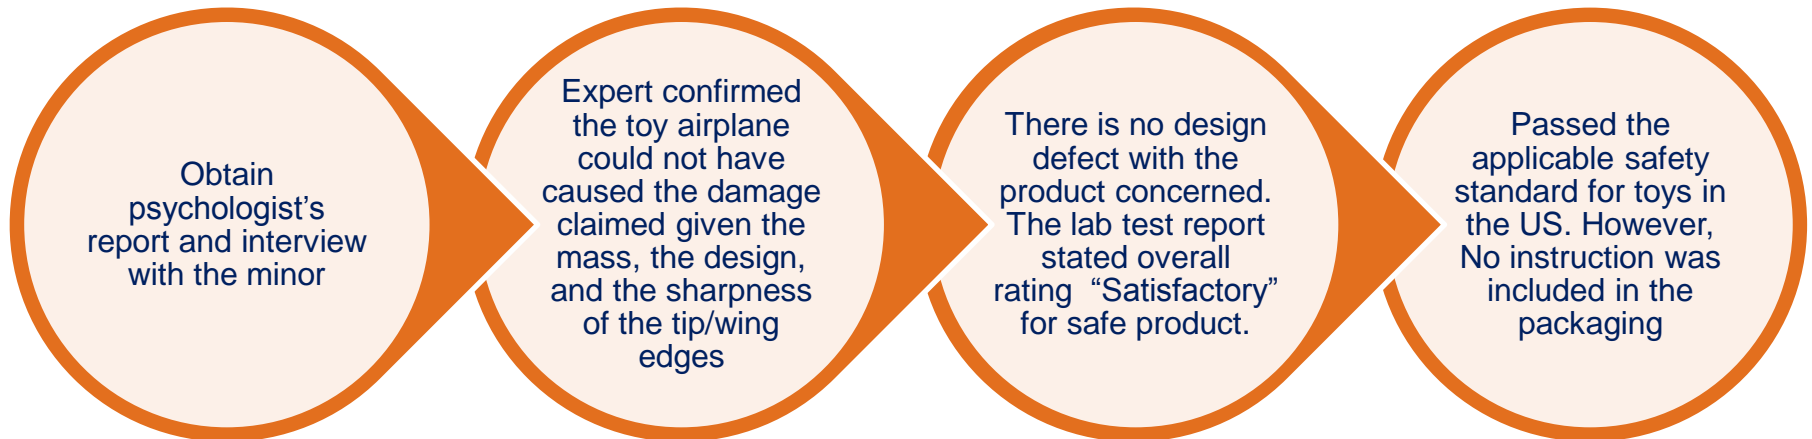 Obtain
psychologist's
report and interview
with the minor
Expert confirmed
the toy airplane
could not have
caused the damage
claimed given the
mass, the design,
and the sharpness
of the tip/wing
edges
There is no design
defect with the
product concerned.
The lab test report
stated overall
rating “Satisfactory”
for safe product.
Passed the
applicable safety
standard for toys in
the US. However,
No instruction was
included in the
packaging